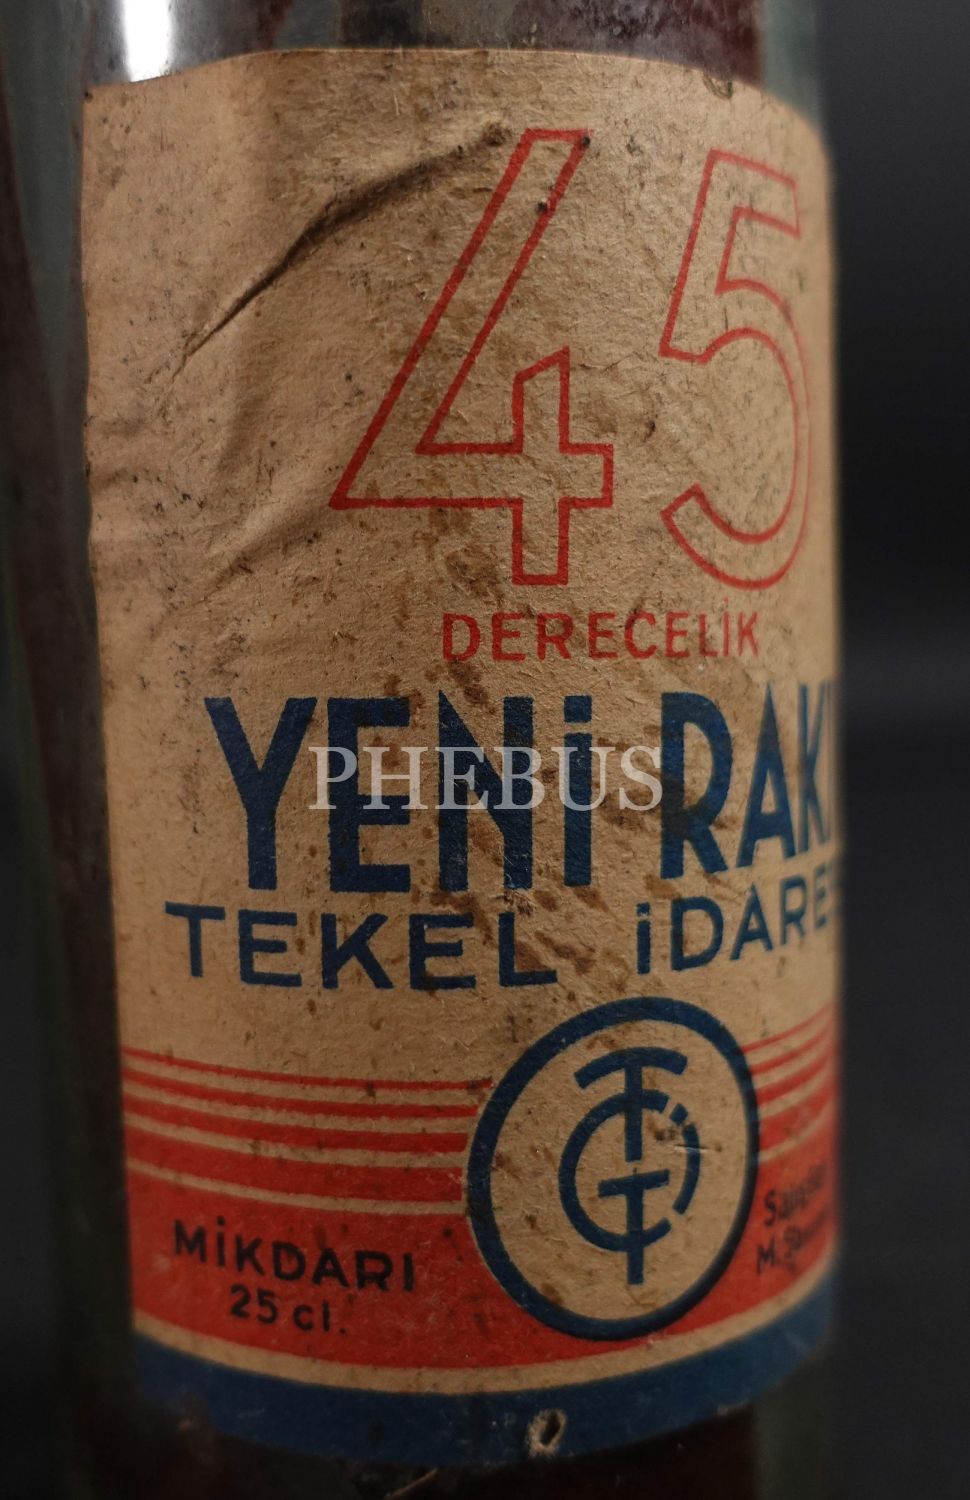 45
DERECELİK
YENİ RAKI
PHEBUS
TEKEL İDARE
MİKDARI
25 cl.